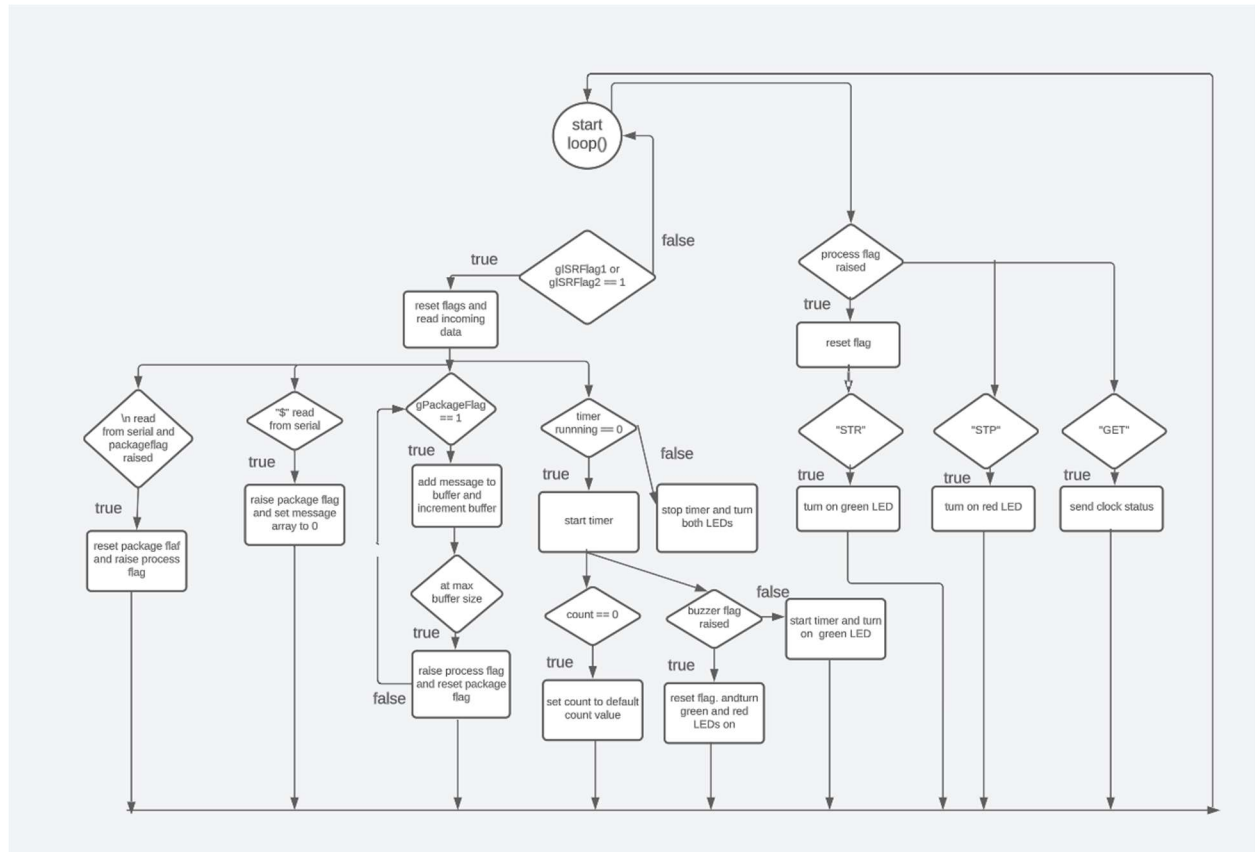 start
loop()
false
process flag
raised
true
gISRFlag1 or
gISRFlag2 == 1
true
reset flags and
read incoming
data
reset flag
\n read
from serial and
packageflag
raised
"$" read
from serial
gPackageFlag
== 1
timer
runnning == 0
"STR"
"STP"
"GET"
true
true
true
false
true
true
true
true
add message to
buffer and
increment buffer
raise package flag
and set message
array to 0
start timer
stop timer and turn
both LEDs
turn on green LED
turn on red LED
send clock status
reset package flaf
and raise process
flag
at max
buffer size
count == 0
buzzer flag
raised
false
start timer and turn
on green LED
true
true
true
raise process flag
and reset package
flag
false
set count to default
count value
reset flag. andturn
green and red
LEDs on